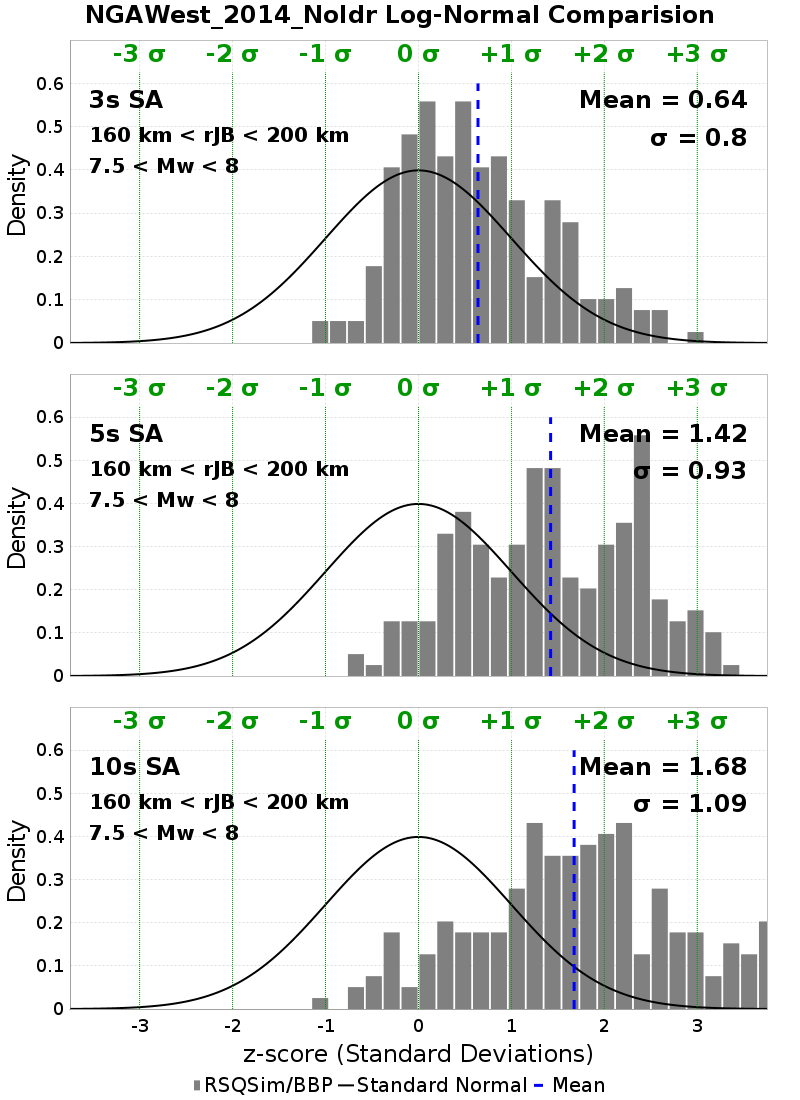 NGAWest_2014_NoIdr Log-Normal Comparision
-3 σ -2 σ -1 σ 0 σ +1 σ +2 σ +3 σ
0.6
3s SA Mean = 0.64
0.5
160 km < rJB < 200 km σ = 0.8
7.5 < Mw < 8
0.4
Density
0.3
0.2
0.1
0
-3 σ -2 σ -1 σ 0 σ +1 σ +2 σ +3 σ
0.6
5s SA Mean = 1.42
0.5
160 km < rJB < 200 km σ = 0.93
7.5 < Mw < 8
0.4
Density
0.3
0.2
0.1
0
-3 σ -2 σ -1 σ 0 σ +1 σ +2 σ +3 σ
0.6
10s SA Mean = 1.68
0.5
160 km < rJB < 200 km σ = 1.09
7.5 < Mw < 8
0.4
Density
0.3
0.2
0.1
0
-3 -2 -1 0 1 2 3
z-score (Standard Deviations)
RSQSim/BBP Standard Normal Mean